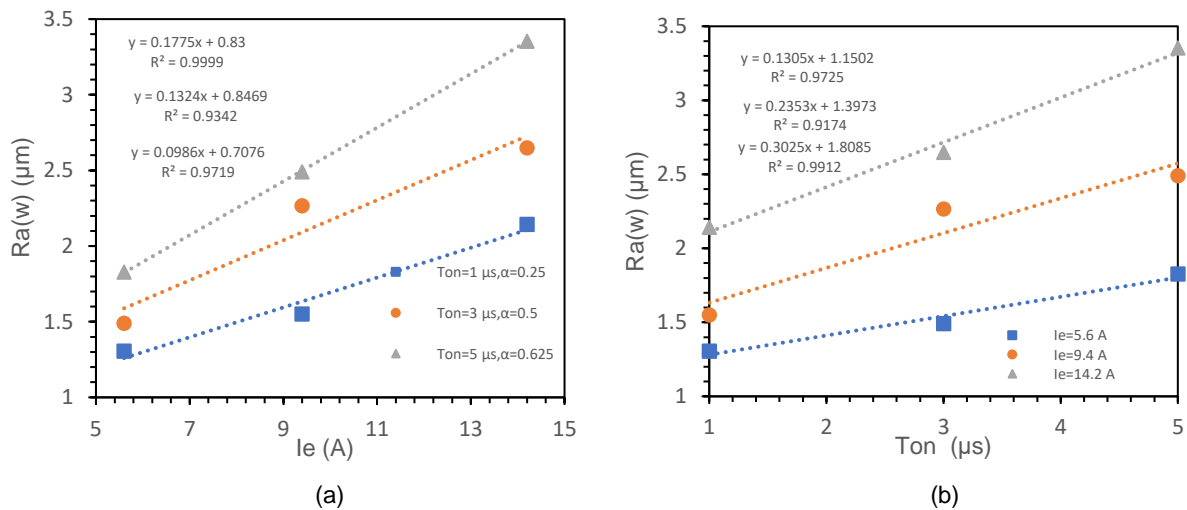 Ra(w) (µm)
3.5
3
2.5
2
1.5
1
y = 0.1775x + 0.83
R² = 0.9999
y = 0.1324x + 0.8469
R² = 0.9342
y = 0.0986x + 0.7076
R² = 0.9719
Ton=1 µs,α=0.25
Ton=3 µs,α=0.5
Ton=5 µs,α=0.625
5 7 9 11 13 15
Ie (A)
(a)
Ra(w) (µm)
3.5
3
2.5
2
1.5
1
y = 0.1305x + 1.1502
R² = 0.9725
y = 0.2353x + 1.3973
R² = 0.9174
y = 0.3025x + 1.8085
R² = 0.9912
Ie=5.6 A
Ie=9.4 A
Ie=14.2 A
1 2 3 4 5
Ton (µs)
(b)